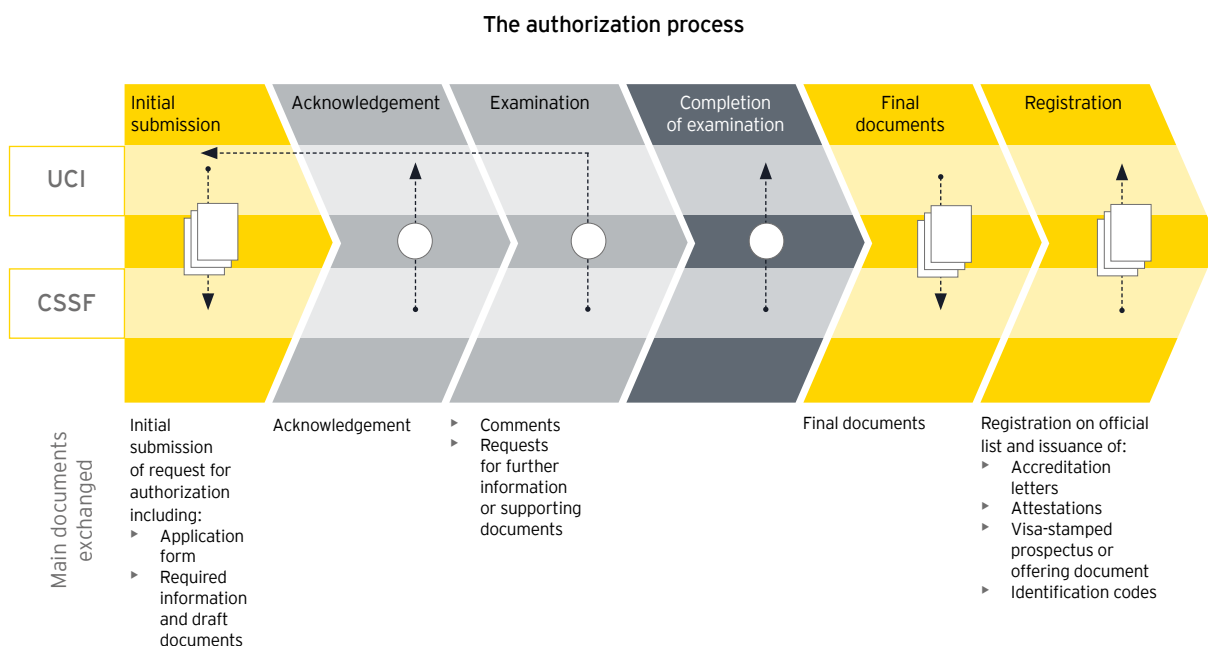 The authorization process
Initial
submission
Acknowledgement
Examination
Completion
of examination
Final
documents
Registration
UCI
CSSF
Main documents
exchanged
Initial
submission
of request for
authorization
including:
► Application
form
► Required
information
and draft
documents
Acknowledgement
► Comments
► Requests
for further
information
or supporting
documents
Final documents
Registration on official
list and issuance of:
► Accreditation
letters
► Attestations
► Visa-stamped
prospectus or
offering document
► Identification codes